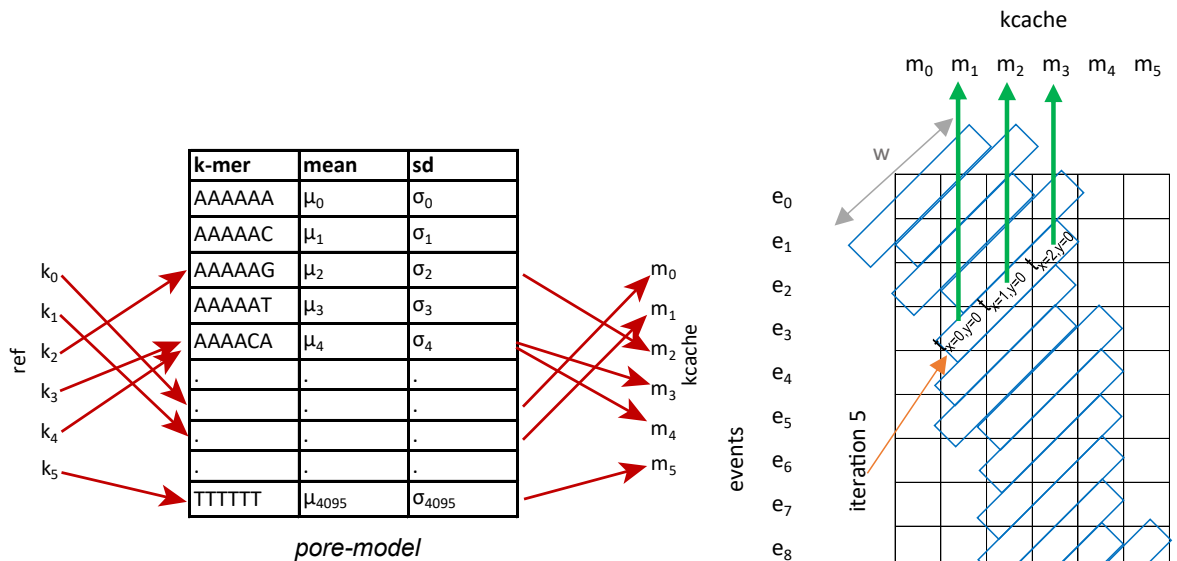 kcache
m₀ m₁ m₂ m₃ m₄ m₅
k-mer mean sd
AAAAAA μ₀ σ₀
AAAAAC μ₁ σ₁
AAAAAG μ₂ σ₂
AAAAAT μ₃ σ₃
AAAACA μ₄ σ₄
. . .
. . .
. . .
. . .
TTTTTT μ₄₀₉₅ σ₄₀₉₅
pore-model
ref
k₀
k₁
k₂
k₃
k₄
k₅
m₀
m₁
m₂
m₃
m₄
m₅
kcache
w
events
e₀
e₁
e₂
e₃
e₄
e₅
e₆
e₇
e₈
tₓ₌₀,y₌₀
tₓ₌₁,y₌₀
tₓ₌₂,y₌₀
iteration 5